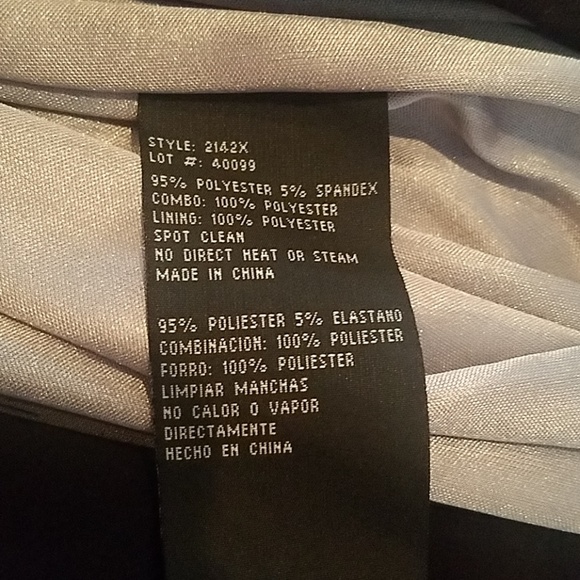 STYLE: 2142X
LOT #: 40099
95% POLYESTER 5% SPANDEX
COMBO: 100% POLYESTER
LINING: 100% POLYESTER
SPOT CLEAN
NO DIRECT HEAT OR STEAM
MADE IN CHINA
95% POLIESTER 5% ELASTANO
COMBINACION: 100% POLIESTER
FORRO: 100% POLIESTER
LIMPIAR MANCHAS
NO CALOR O VAPOR
DIRECTAMENTE
HECHO EN CHINA